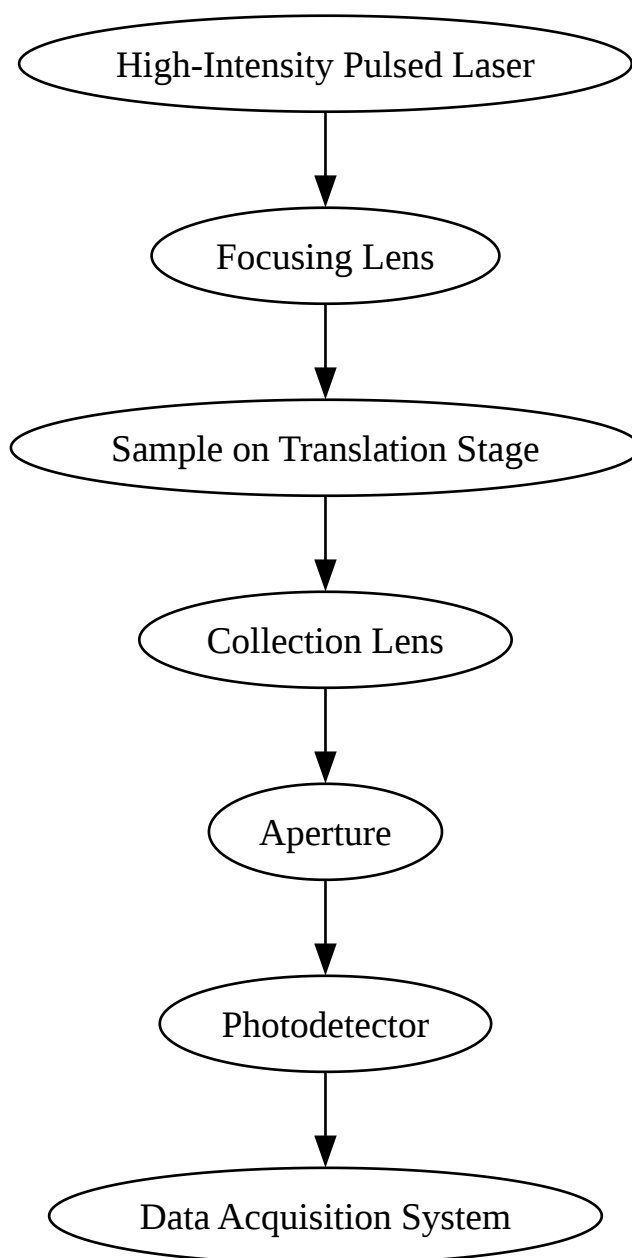 High-Intensity Pulsed Laser
Focusing Lens
Sample on Translation Stage
Collection Lens
Aperture
Photodetector
Data Acquisition System